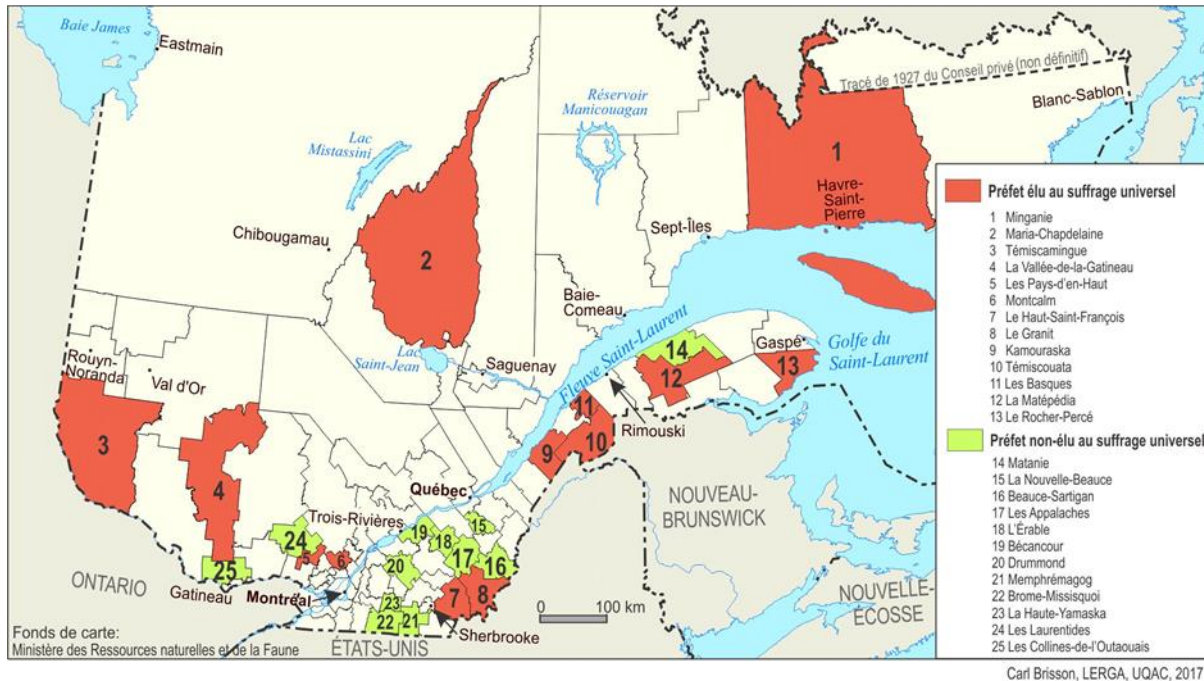 Baie James
Eastmain
Tracé de 1927 du Conseil privé (non définitif)
Blanc-Sablon
Réservoir
Manicouagan
Lac
Mistassini
1
Havre-
Saint-
Pierre
Sept-Îles
Chibougamau
2
Baie-
Comeau
Fleuve Saint-Laurent
Gaspé
Golfe du
Saint-Laurent
14
12
13
Lac
Saint-Jean
Saguenay
Rouyn-
Noranda
Val d'Or
11
Rimouski
3
4
9
10
Québec
NOUVEAU-
BRUNSWICK
Trois-Rivières
15
19
18
24
5
6
17
16
20
25
ONTARIO
Gatineau
Montréal
7
8
23
22
21
0
100 km
NOUVELLE-
ÉCOSSE
Sherbrooke
ÉTATS-UNIS
Fonds de carte:
Ministère des Ressources naturelles et de la Faune
Préfet élu au suffrage universel
1 Minganie
2 Maria-Chapdelaine
3 Témiscamingue
4 La Vallée-de-la-Gatineau
5 Les Pays-d'en-Haut
6 Montcalm
7 Le Haut-Saint-François
8 Le Granit
9 Kamouraska
10 Témiscouata
11 Les Basques
12 La Matépédia
13 Le Rocher-Percé
Préfet non-élu au suffrage universel
14 Matanie
15 La Nouvelle-Beauce
16 Beauce-Sartigan
17 Les Appalaches
18 L'Érable
19 Bécancour
20 Drummond
21 Memphrémagog
22 Brome-Missisquoi
23 La Haute-Yamaska
24 Les Laurentides
25 Les Collines-de-l'Outaouais
Carl Brisson, LERGA, UQAC, 2017